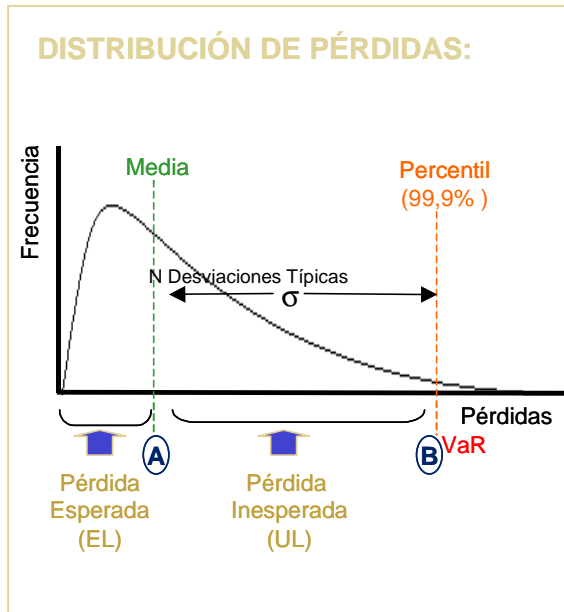 DISTRIBUCIÓN DE PÉRDIDAS:
Frecuencia
Media
Percentil
(99,9% )
N Desviaciones Típicas
σ
Pérdidas
A
B
VaR
Pérdida
Esperada
(EL)
Pérdida
Inesperada
(UL)